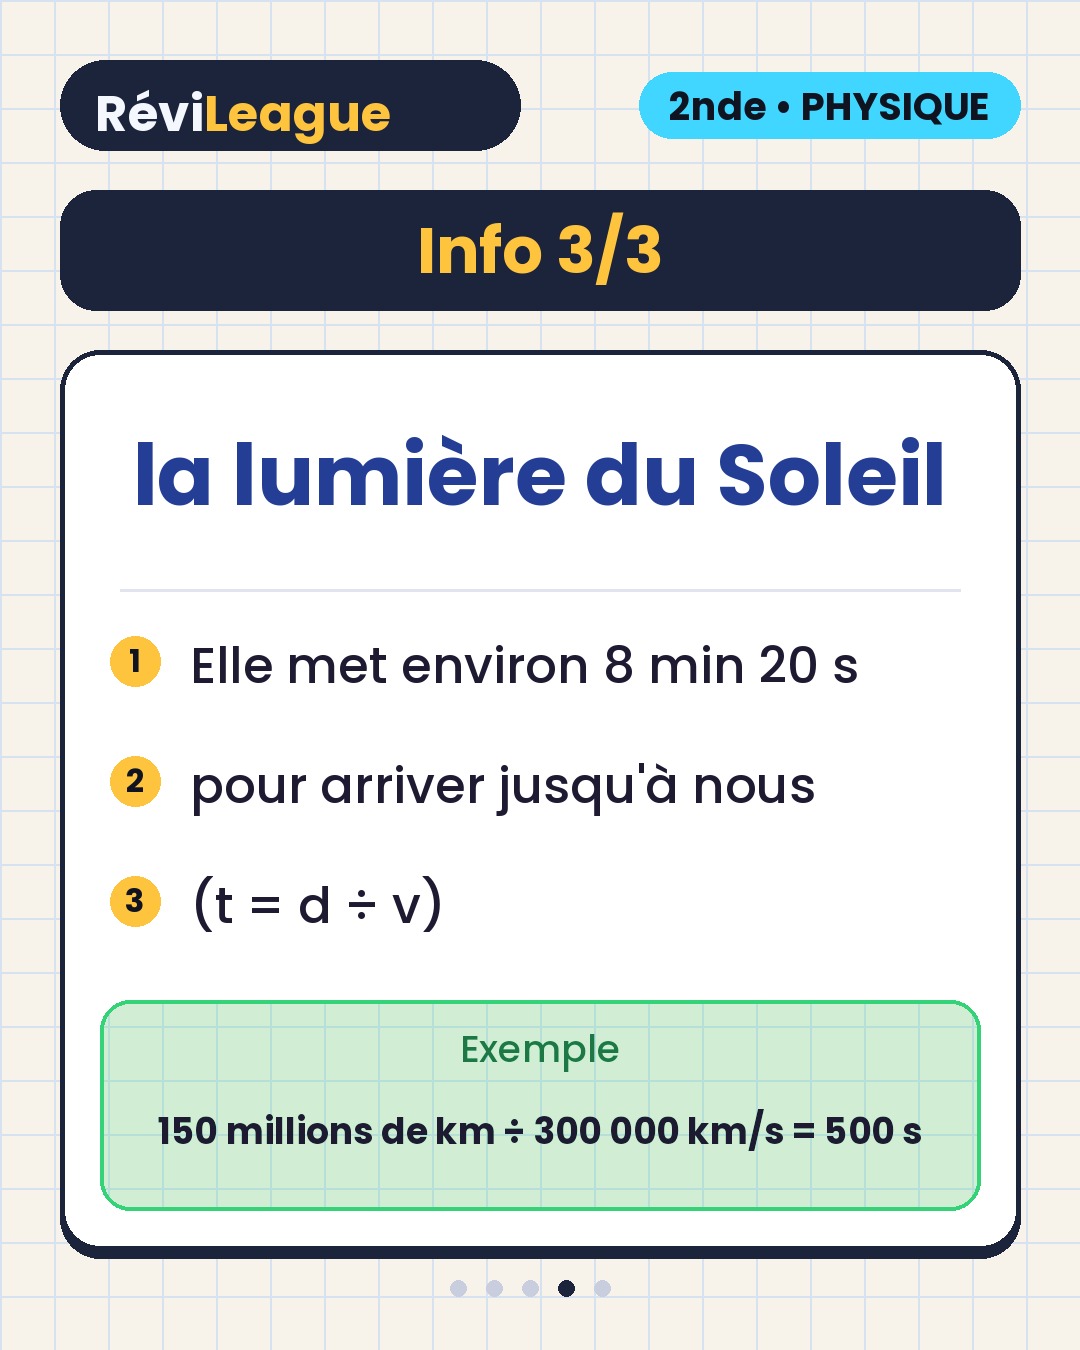 RéviLeague
2nde • PHYSIQUE
Info 3/3
la lumière du Soleil
1 Elle met environ 8 min 20 s
2 pour arriver jusqu'à nous
3 (t = d ÷ v)
Exemple
150 millions de km ÷ 300 000 km/s = 500 s